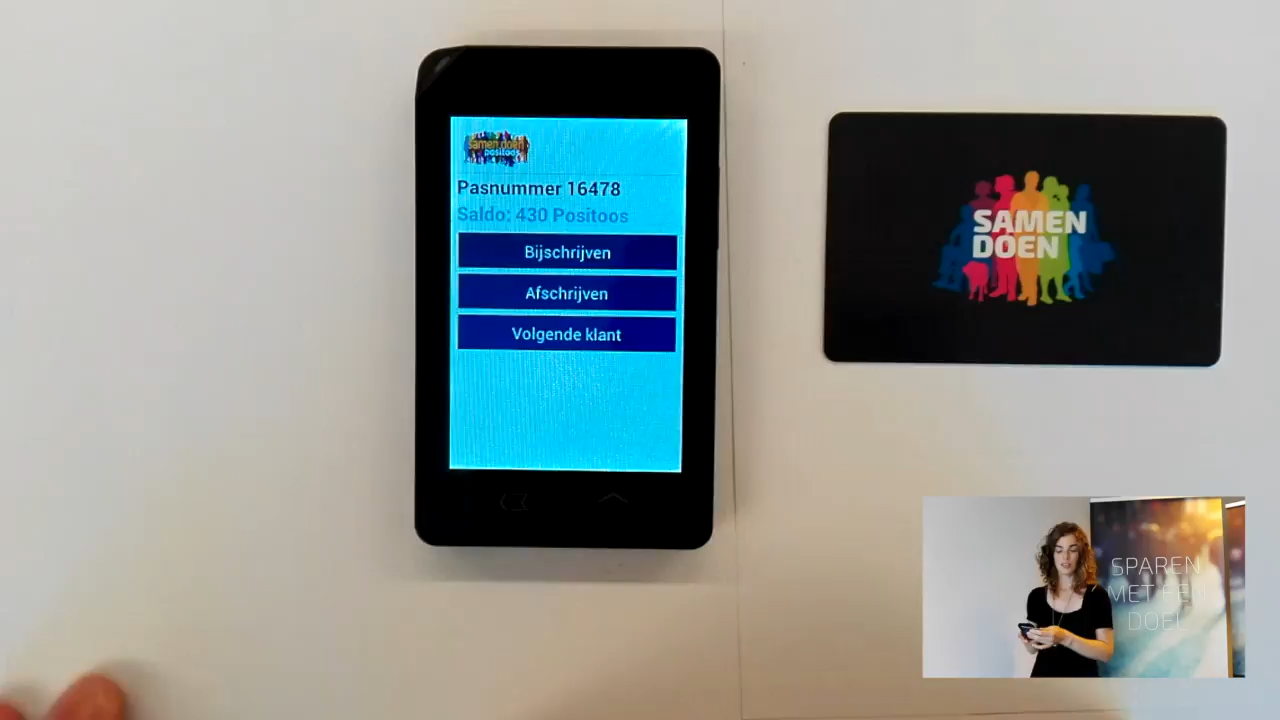 samen doen
positoos
Pasnummer 16478
Saldo: 430 Positoos
Bijschrijven
Afschrijven
Volgende klant
SAMEN
DOEN
SPAREN
MET EEN
DOEL